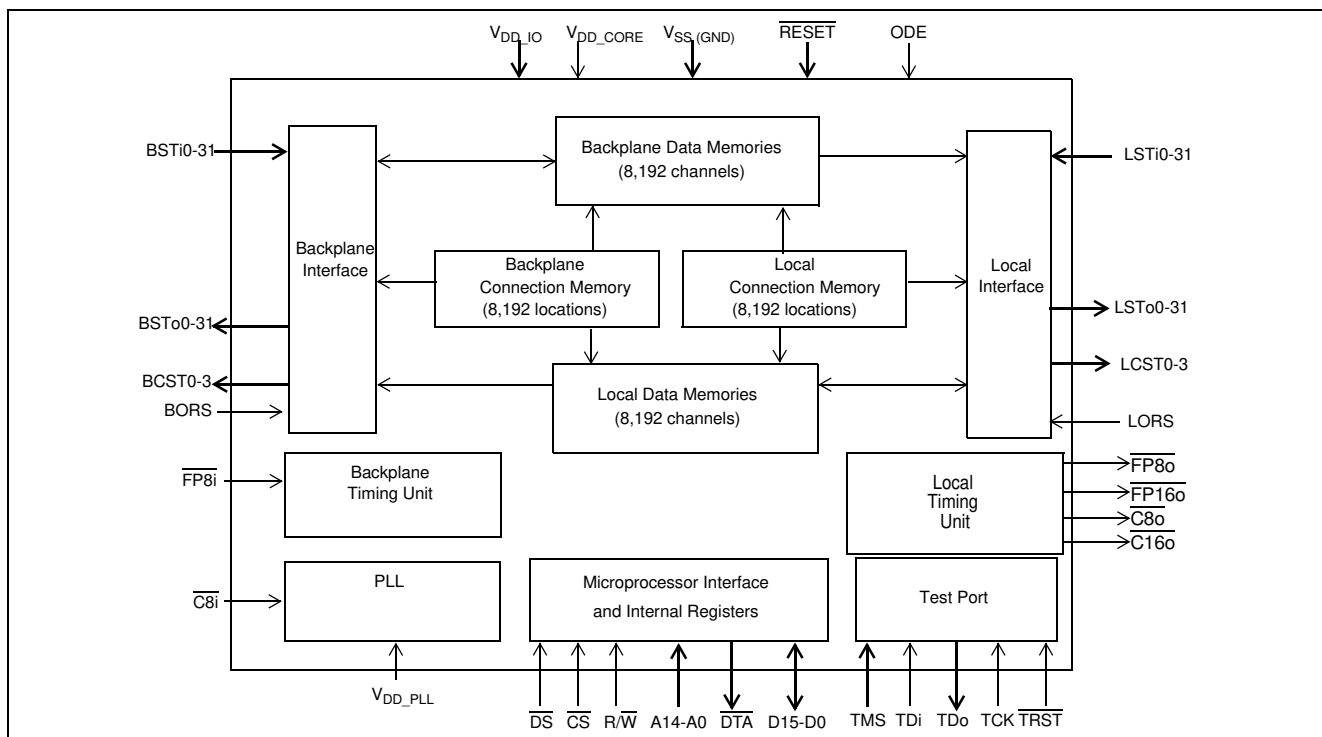 VDD_IO VDD_CORE VSS (GND) RESET ODE
BSTi0-31
Backplane Data Memories
(8,192 channels)
LSTi0-31
Backplane
Interface
Backplane
Connection Memory
(8,192 locations)
Local
Connection Memory
(8,192 locations)
Local
Interface
BSTo0-31
LSTo0-31
BCST0-3
LCST0-3
Local Data Memories
(8,192 channels)
BORS
LORS
FP8i
Backplane
Timing Unit
Local
Timing
Unit
FP8o
FP16o
C8o
C16o
C8i
PLL
Microprocessor Interface
and Internal Registers
Test Port
VDD_PLL
DS CS R/W A14-A0 DTA D15-D0 TMS TDi TDo TCK TRST